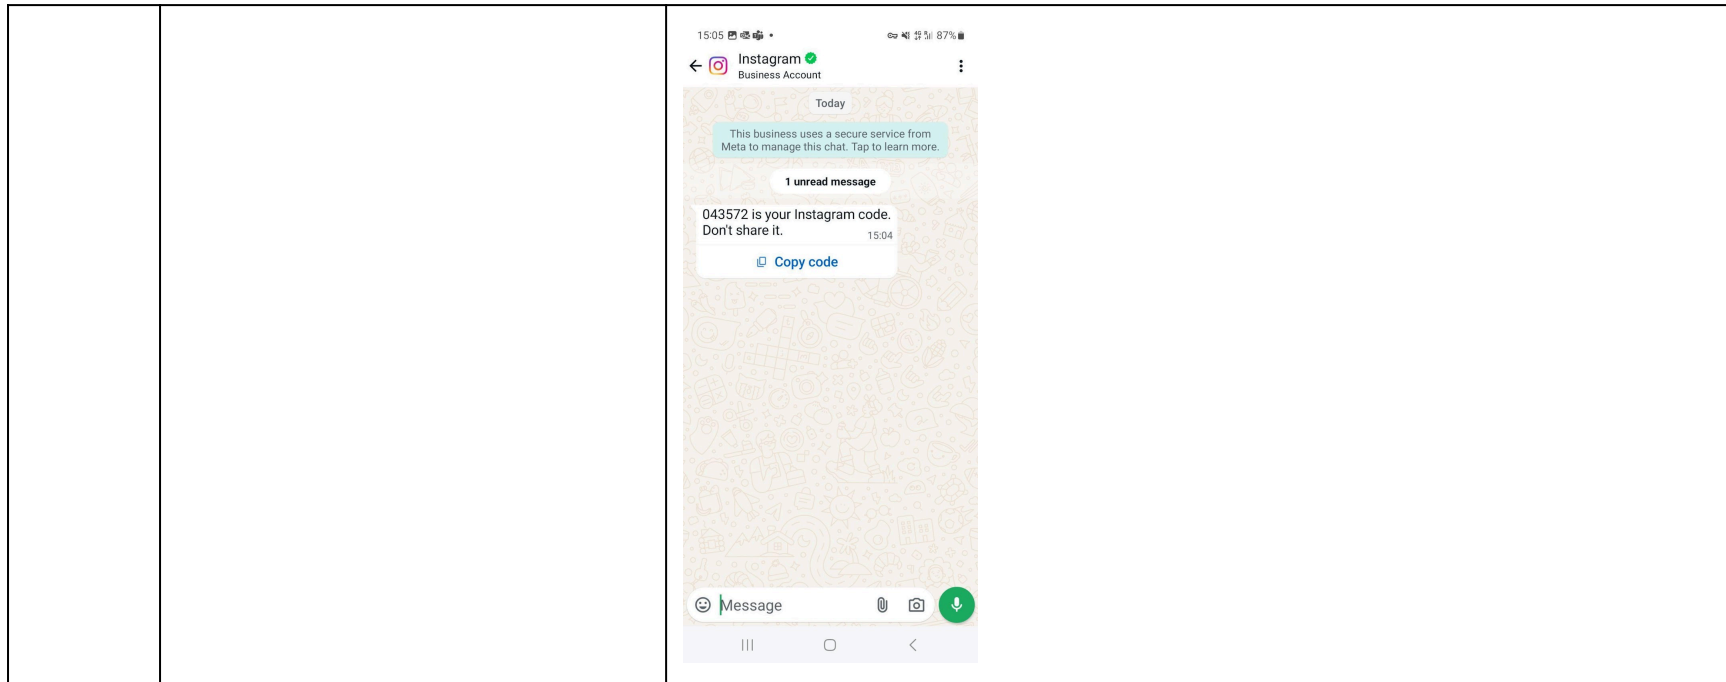 15:05
87%
Instagram
Business Account
Today
This business uses a secure service from
Meta to manage this chat. Tap to learn more.
1 unread message
043572 is your Instagram code.
Don't share it.
15:04
Copy code
Message